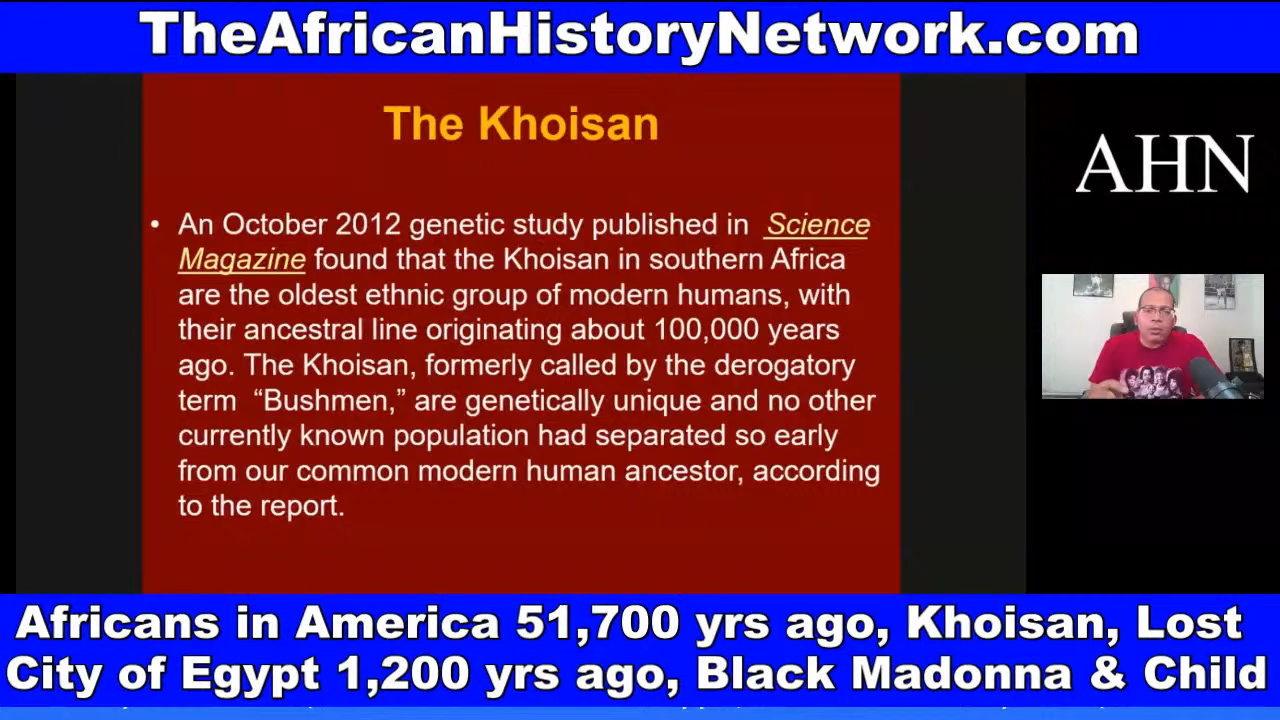 TheAfricanHistoryNetwork.com
The Khoisan
• An October 2012 genetic study published in Science
Magazine found that the Khoisan in southern Africa
are the oldest ethnic group of modern humans, with
their ancestral line originating about 100,000 years
ago. The Khoisan, formerly called by the derogatory
term “Bushmen,” are genetically unique and no other
currently known population had separated so early
from our common modern human ancestor, according
to the report.
AHN
Africans in America 51,700 yrs ago, Khoisan, Lost
City of Egypt 1,200 yrs ago, Black Madonna & Child